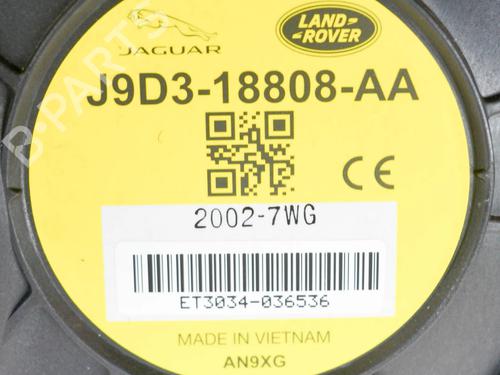 JAGUAR
LAND-
ROVER
J9D3-18808-AA
CE
2002-7WG
ET3034-036536
MADE IN VIETNAM
AN9XG
B-PARTS